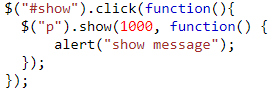 $("#show").click(function(){
  $("p").show(1000, function() {
      alert("show message");
  });
});